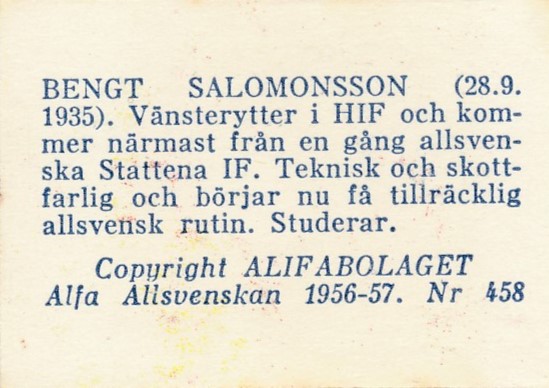 BENGT SALOMONSSON (28.9.
1935). Vänsterytter i HIF och kom-
mer närmast från en gång allsven-
ska Stattena IF. Teknisk och skott-
farlig och börjar nu få tillräcklig
allsvensk rutin. Studerar.
Copyright ALIFABOLAGET
Alfa Allsvenskan 1956-57. Nr 458